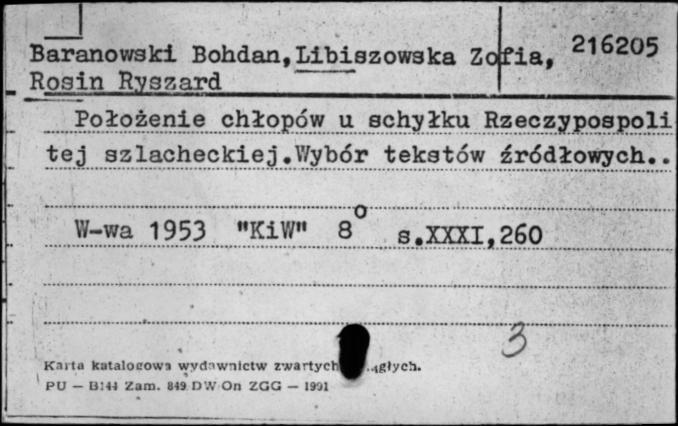 Baranowski Bohdan, Libiszowska Zofia, 216205
Rosin Ryszard
Położenie chłopów u schyłku Rzeczypospoli
tej szlacheckiej.Wybór tekstów źródłowych..
W-wa 1953 "KiW" 8° s.XXXI,260
3
Karta katalogowa wydawnictw zwartych
PU — B144 Zam. 849 DW On ZGG — 1991